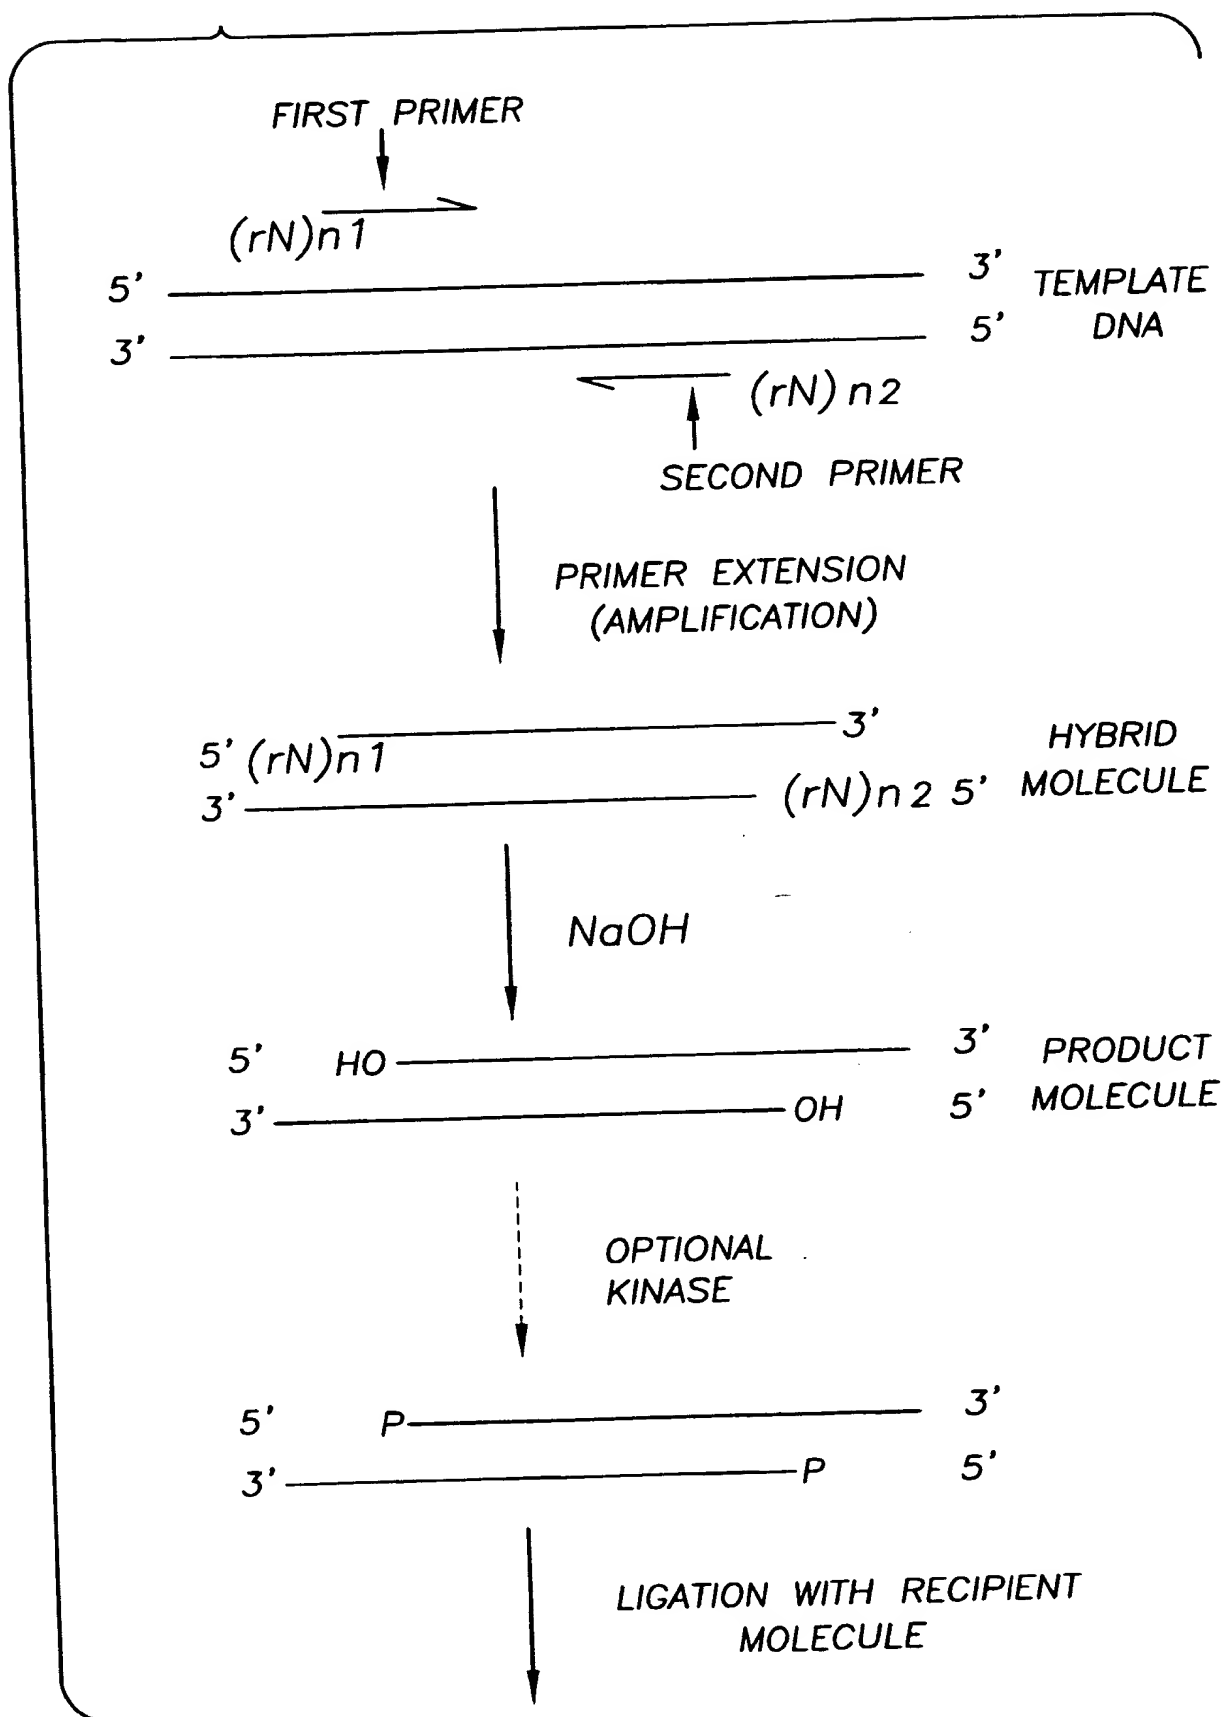 FIRST PRIMER
(rN)n1
5' 3'
TEMPLATE
DNA
3' 5'
(rN)n2
SECOND PRIMER
PRIMER EXTENSION
(AMPLIFICATION)
5' (rN)n1 3'
HYBRID
MOLECULE
3' (rN)n2 5'
NaOH
5' HO 3'
PRODUCT
MOLECULE
3' OH 5'
OPTIONAL
KINASE
5' P 3'
3' P 5'
LIGATION WITH RECIPIENT
MOLECULE